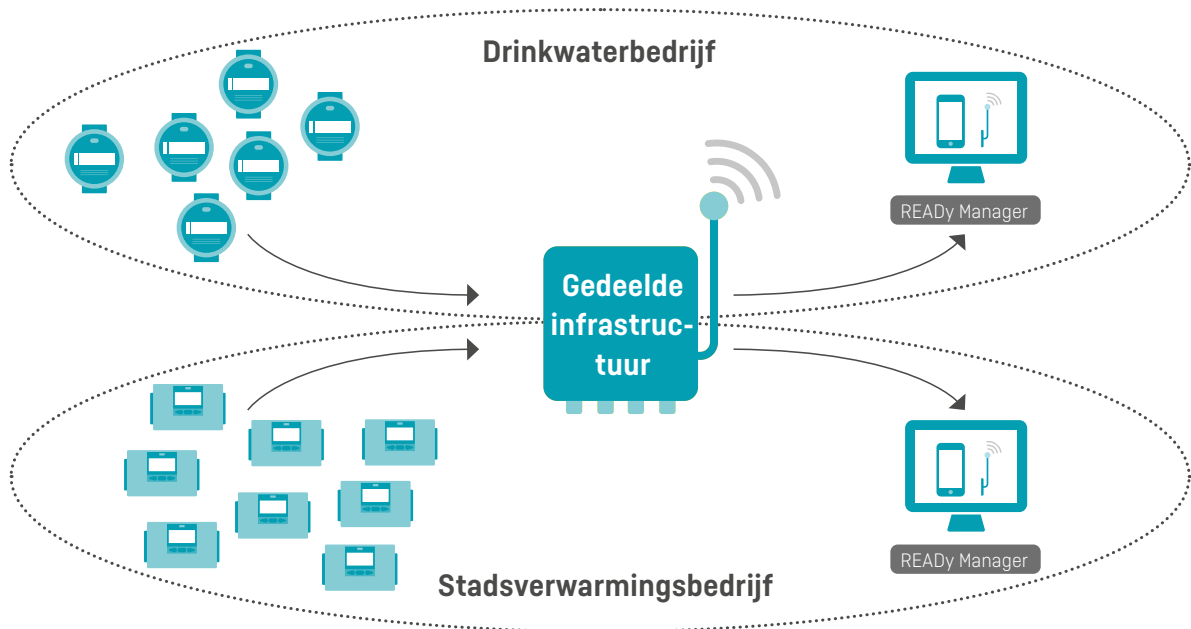 Drinkwaterbedrijf
READy Manager
Gedeelde
infrastruc-
tuur
READy Manager
Stadsverwarmingsbedrijf